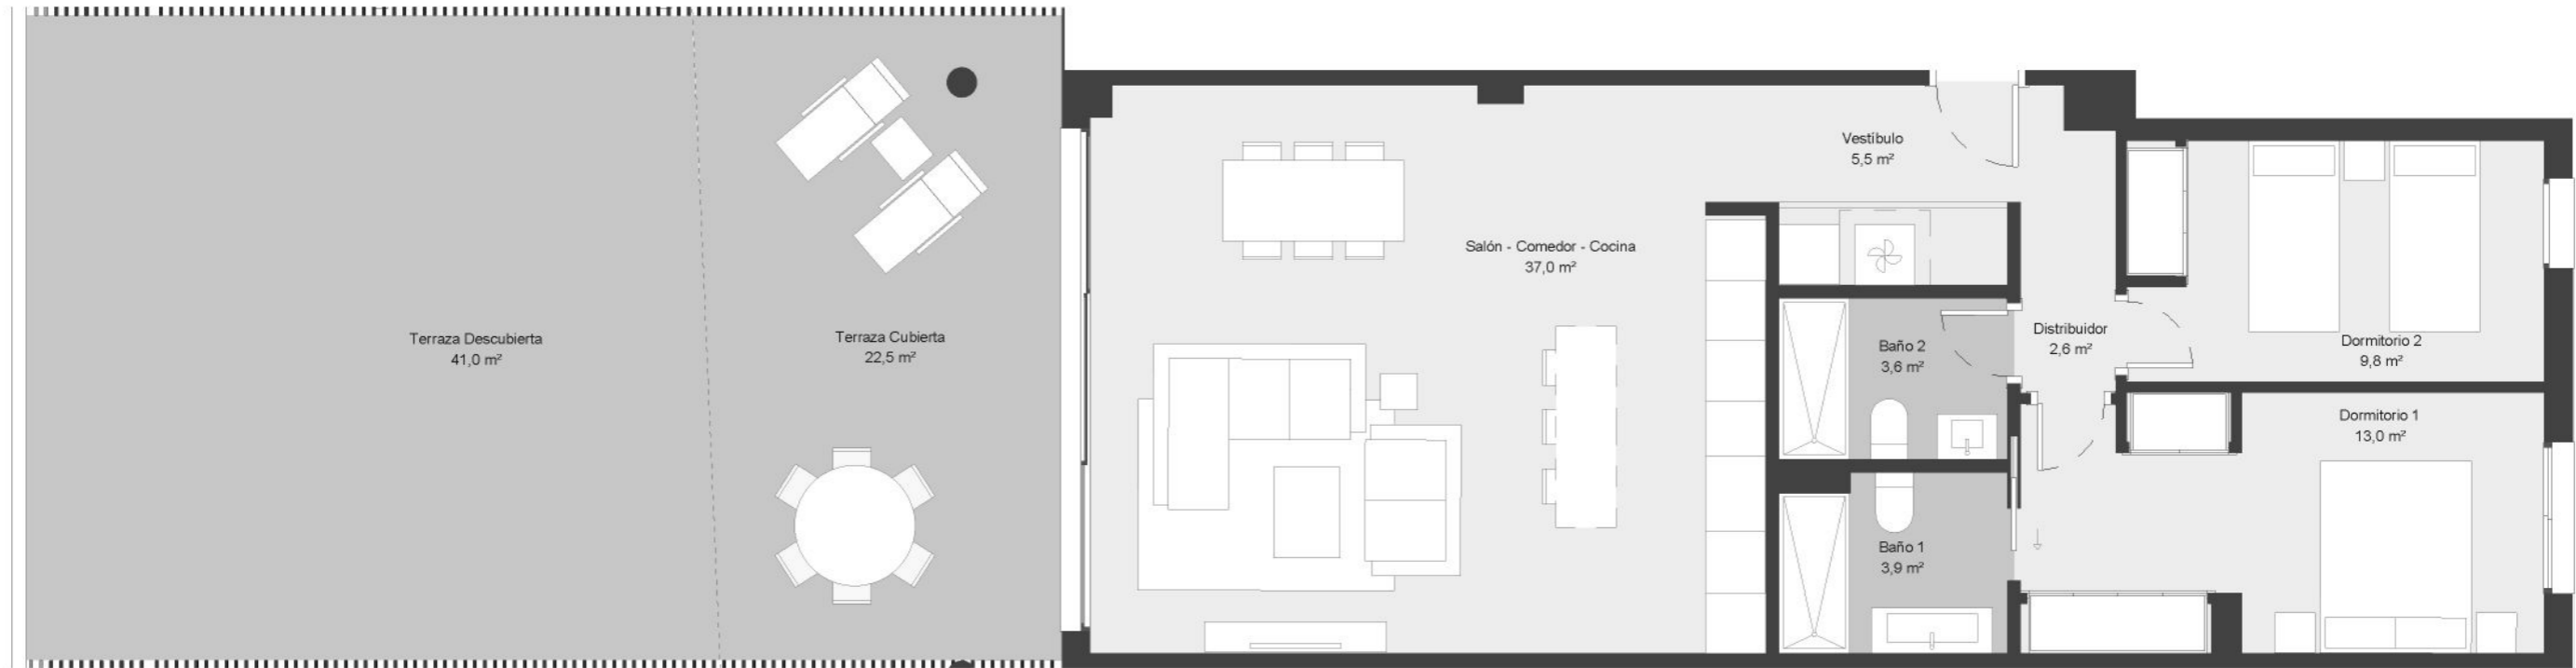 Terraza Descubierta
41,0 m²
Terraza Cubierta
22,5 m²
Salón - Comedor - Cocina
37,0 m²
Vestíbulo
5,5 m²
Baño 2
3,6 m²
Baño 1
3,9 m²
Distribuidor
2,6 m²
Dormitorio 2
9,8 m²
Dormitorio 1
13,0 m²